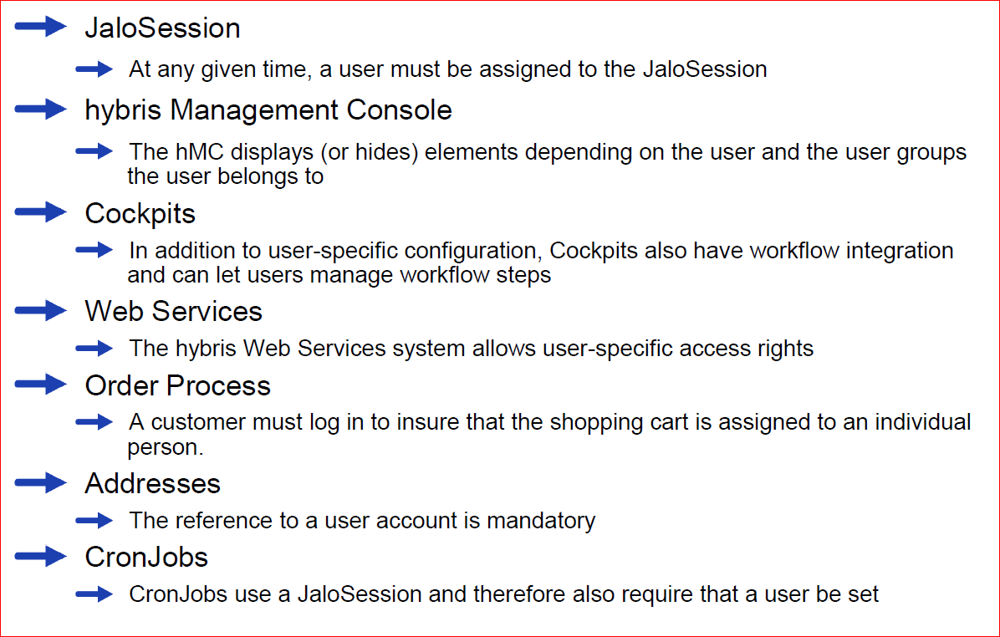 JaloSession
At any given time, a user must be assigned to the JaloSession
hybris Management Console
The hMC displays (or hides) elements depending on the user and the user groups
the user belongs to
Cockpits
In addition to user-specific configuration, Cockpits also have workflow integration
and can let users manage workflow steps
Web Services
The hybris Web Services system allows user-specific access rights
Order Process
A customer must log in to insure that the shopping cart is assigned to an individual
person.
Addresses
The reference to a user account is mandatory
CronJobs
CronJobs use a JaloSession and therefore also require that a user be set